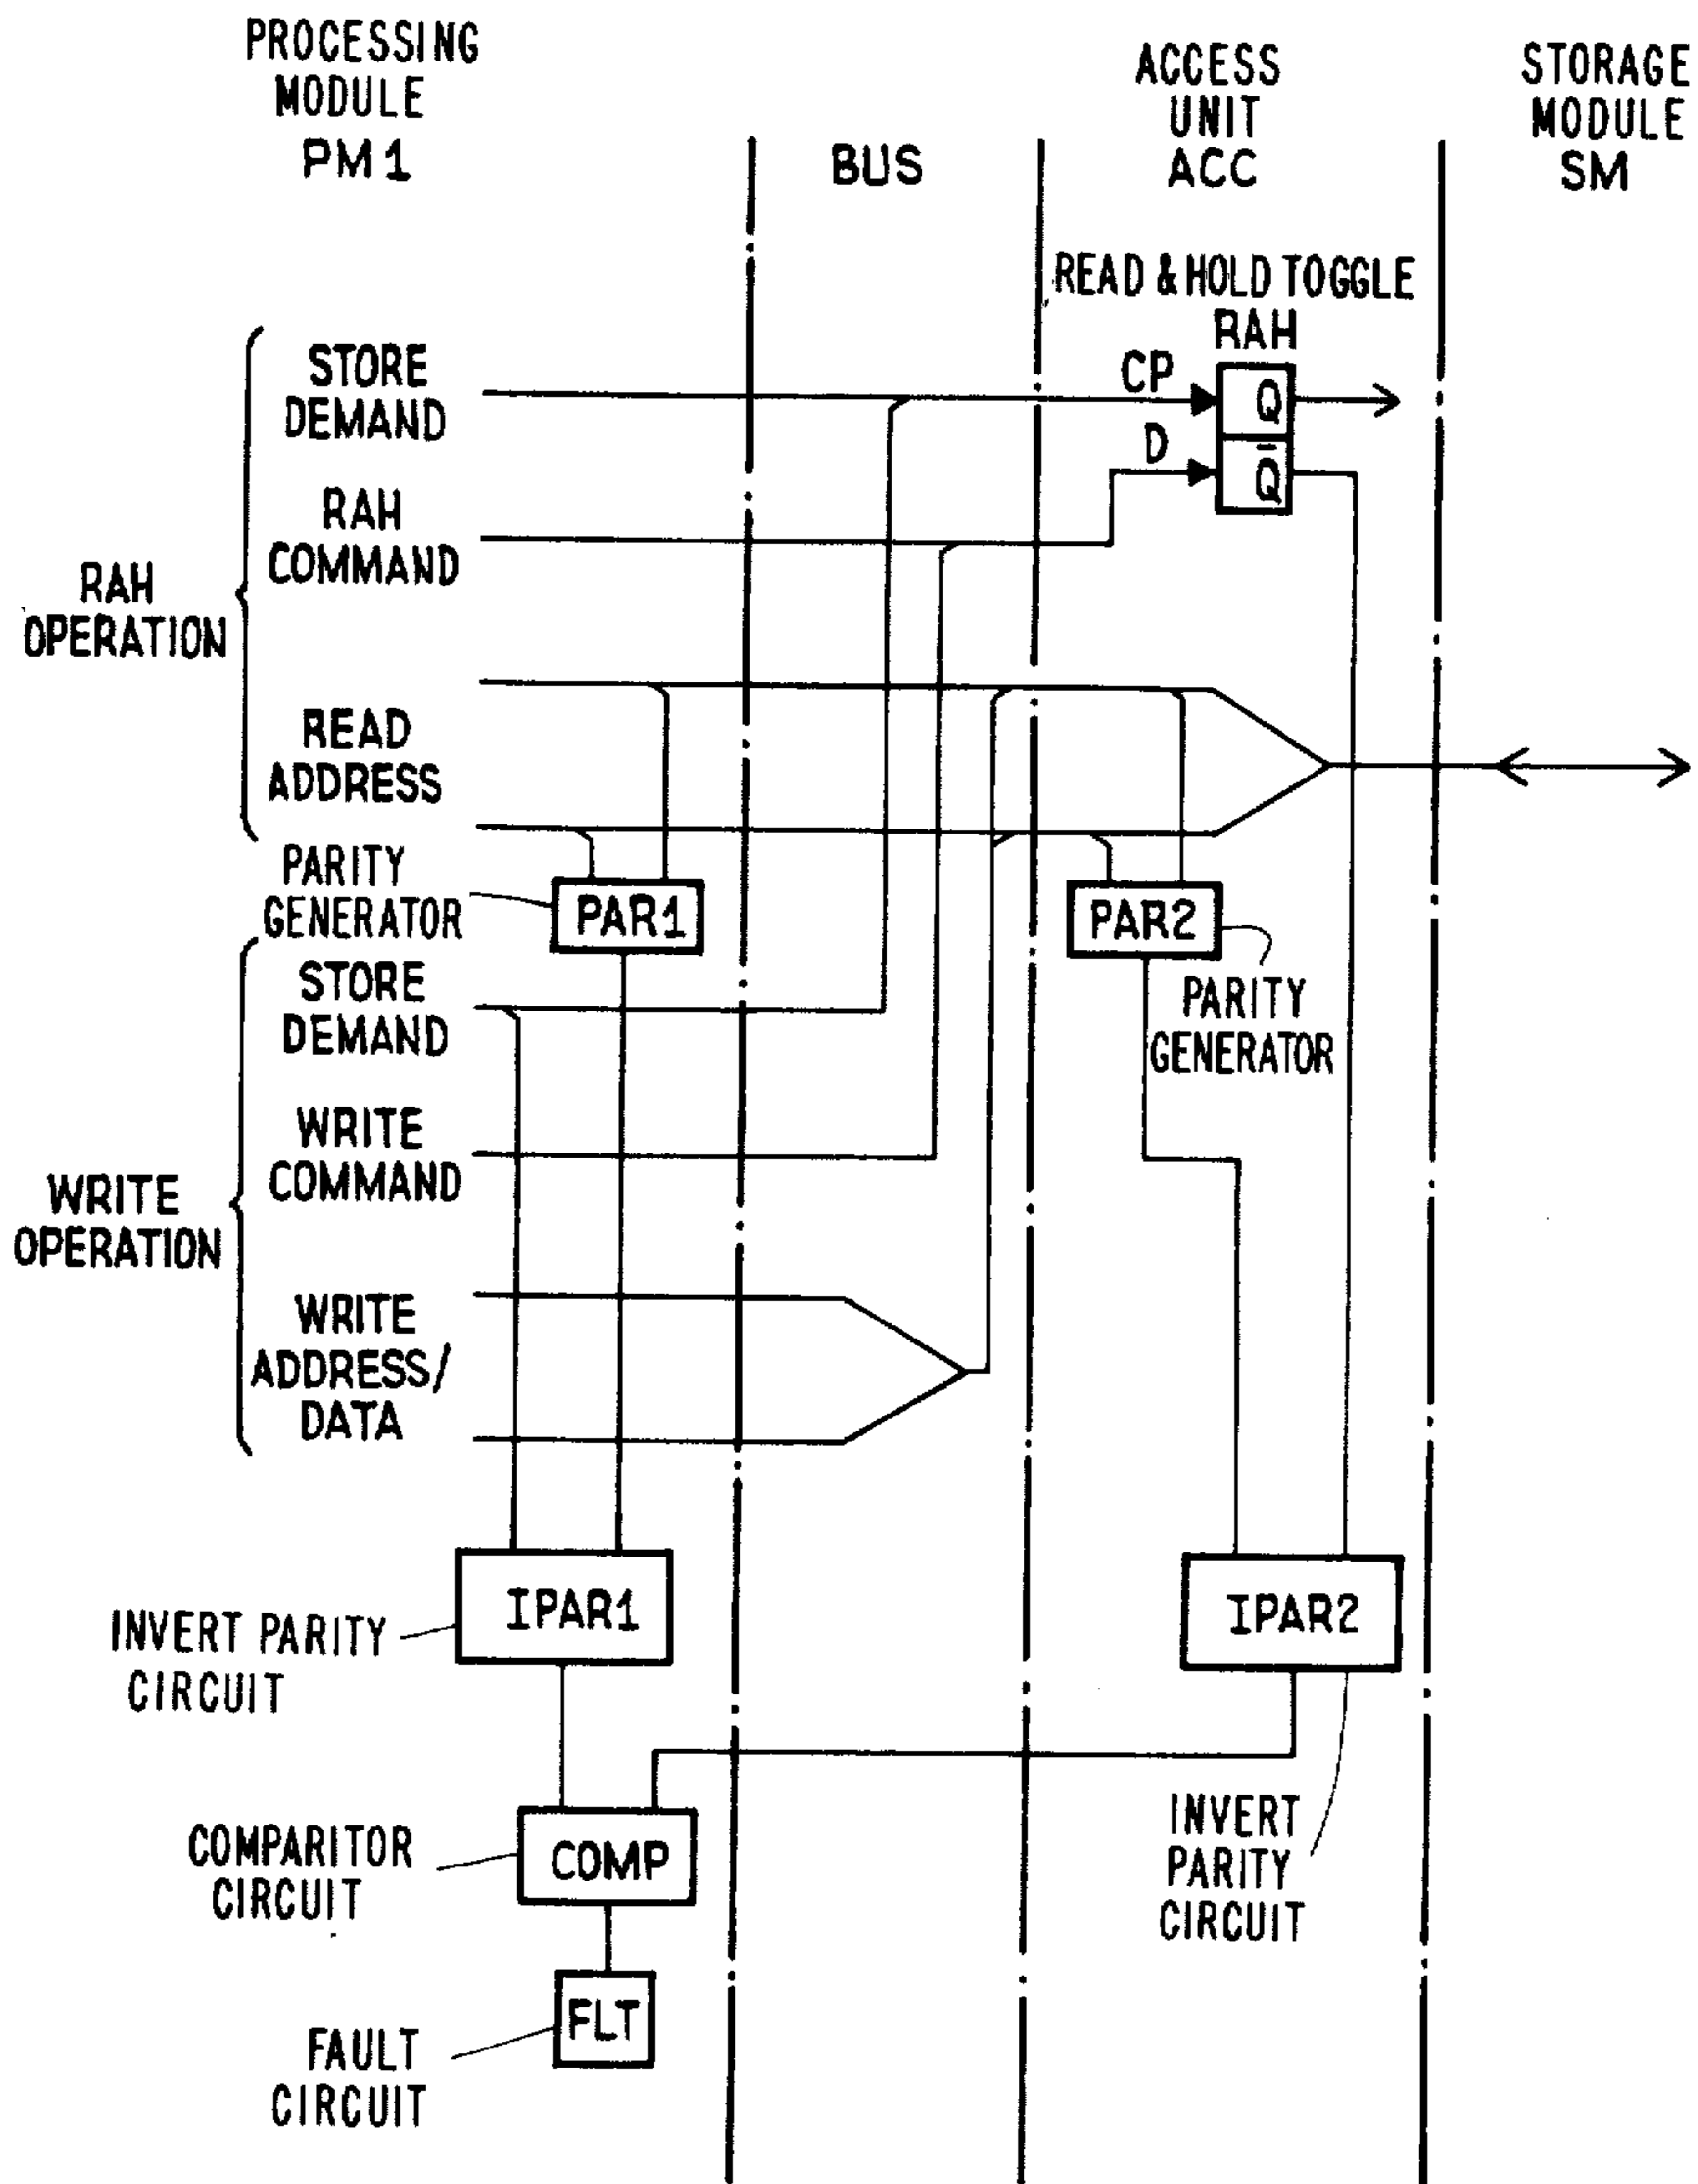 PROCESSING
MODULE
PM1
BUS
ACCESS
UNIT
ACC
STORAGE
MODULE
SM
READ & HOLD TOGGLE
RAH
CP
Q
D
Q̄
RAH
OPERATION
STORE
DEMAND
RAH
COMMAND
READ
ADDRESS
PARITY
GENERATOR
PAR1
PAR2
PARITY
GENERATOR
WRITE
OPERATION
STORE
DEMAND
WRITE
COMMAND
WRITE
ADDRESS/
DATA
IPAR1
INVERT PARITY
CIRCUIT
IPAR2
INVERT
PARITY
CIRCUIT
COMPARITOR
CIRCUIT
COMP
FLT
FAULT
CIRCUIT